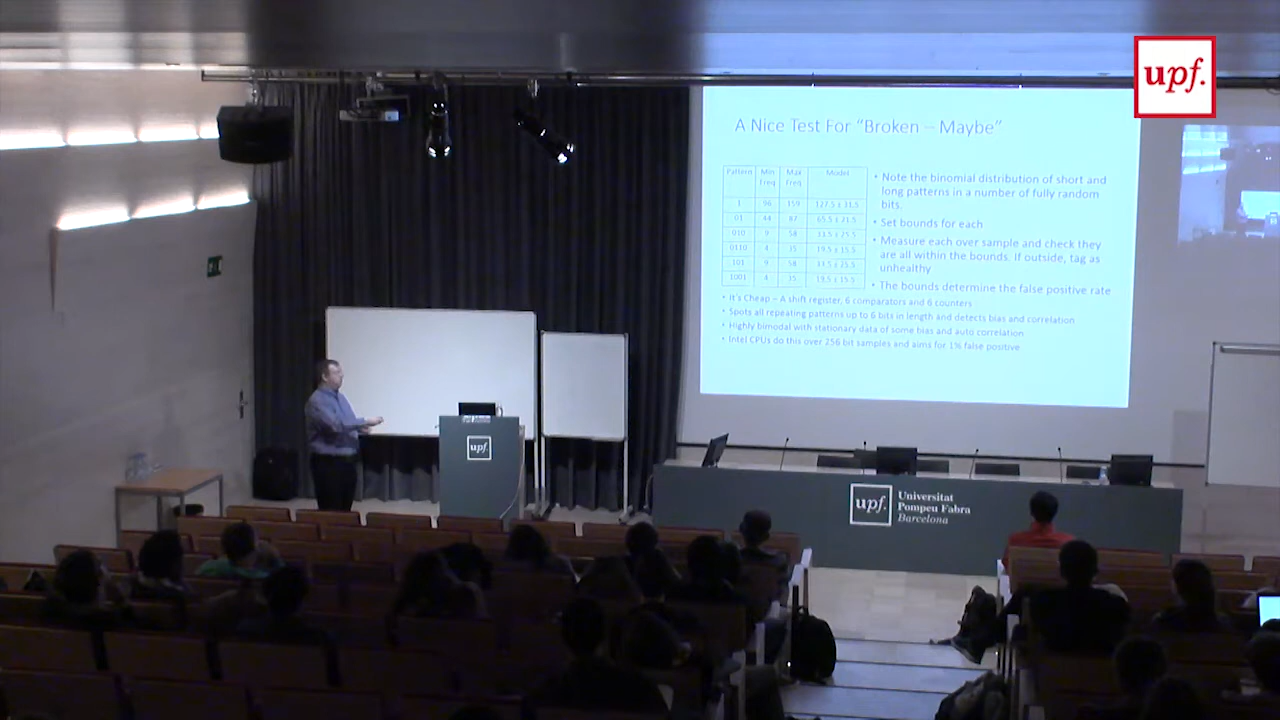 upf.
A Nice Test For “Broken – Maybe”
Pattern Min Freq Max Freq Model
1 96 159 127.5 ± 31.5
01 44 87 65.5 ± 21.5
010 9 58 33.5 ± 25.5
0110 4 35 19.5 ± 15.5
101 9 58 33.5 ± 25.5
1001 4 35 19.5 ± 15.5
• Note the binomial distribution of short and
long patterns in a number of fully random
bits.
• Set bounds for each
• Measure each over sample and check they
are all within the bounds. If outside, tag as
unhealthy
• The bounds determine the false positive rate
• It's Cheap – A shift register, 6 comparators and 6 counters
• Spots all repeating patterns up to 6 bits in length and detects bias and correlation
• Highly bimodal with stationary data of some bias and auto correlation
• Intel CPUs do this over 256 bit samples and aims for 1% false positive
upf.
upf.
Universitat
Pompeu Fabra
Barcelona